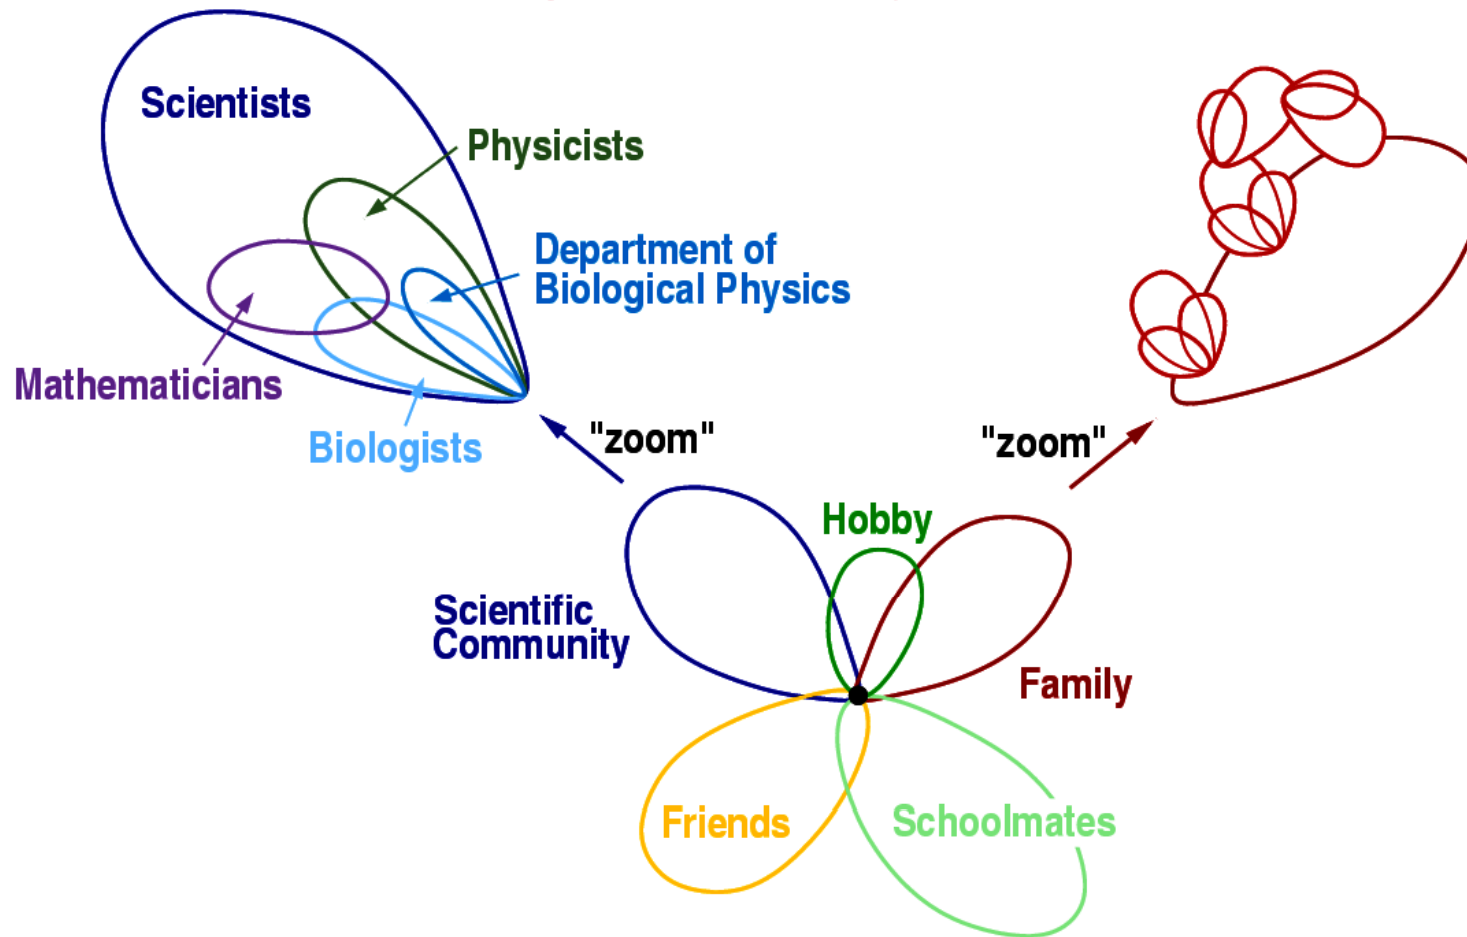 Scientists
Physicists
Department of
Biological Physics
Mathematicians
Biologists
"zoom"
"zoom"
Hobby
Scientific
Community
Family
Friends
Schoolmates